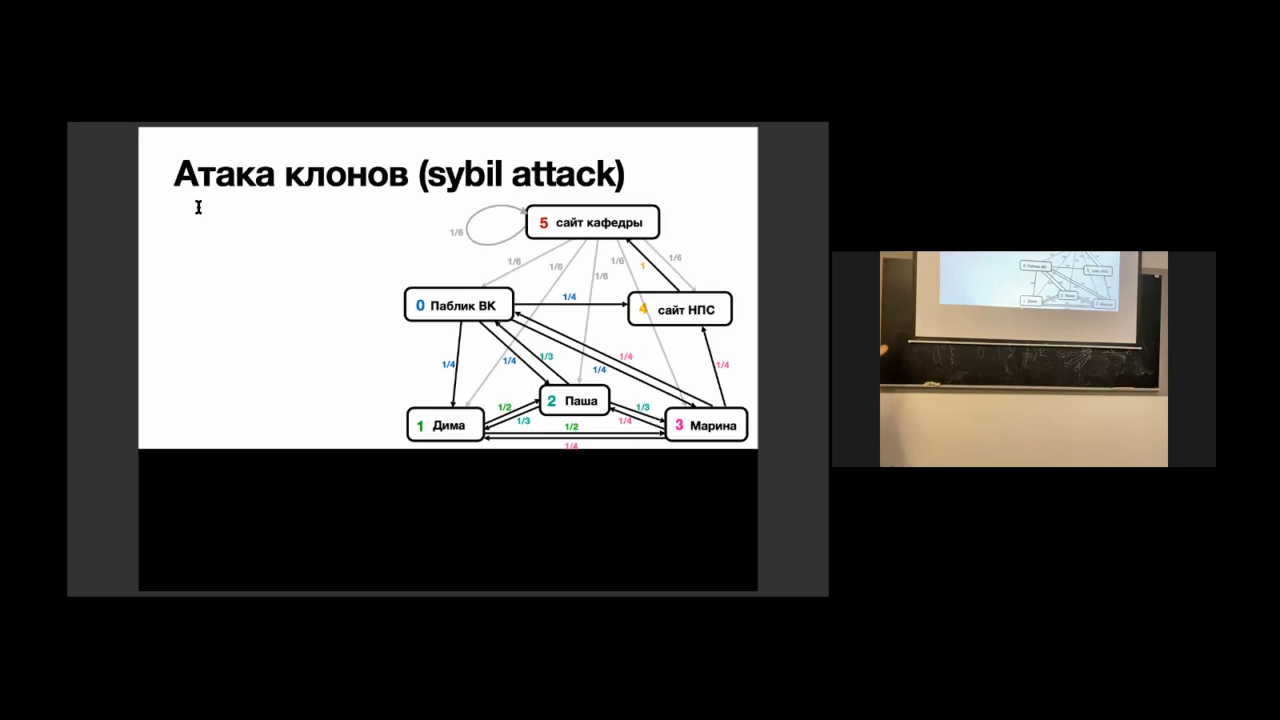 Атака клонов (sybil attack)
5 сайт кафедры
1/6
1/6
1/6
1/6
1/6
1
1/6
0 Паблик ВК
1/4
4 сайт НПС
1/4
1/4
1/3
1/4
1/4
1/4
2 Паша
1/2
1/3
1/3
1/4
1 Дима
1/2
3 Марина
1/4